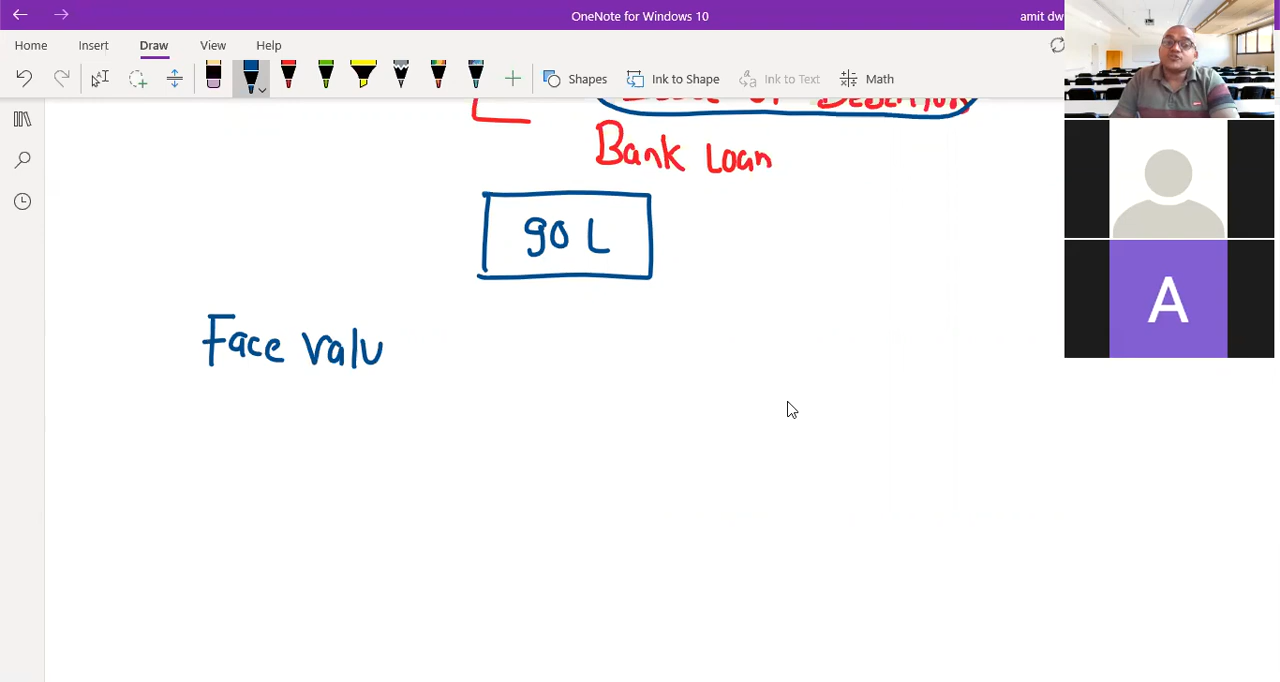 OneNote for Windows 10
amit dw
Home Insert Draw View Help
Shapes Ink to Shape Ink to Text Math
Bank Loan
90 L
Face valu
A